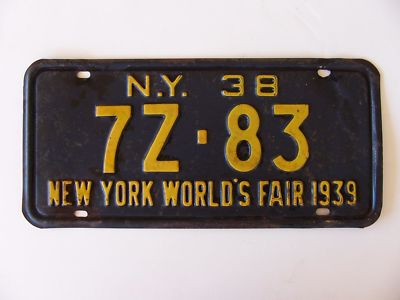 N.Y. 38
7Z·83
NEW YORK WORLD'S FAIR 1939